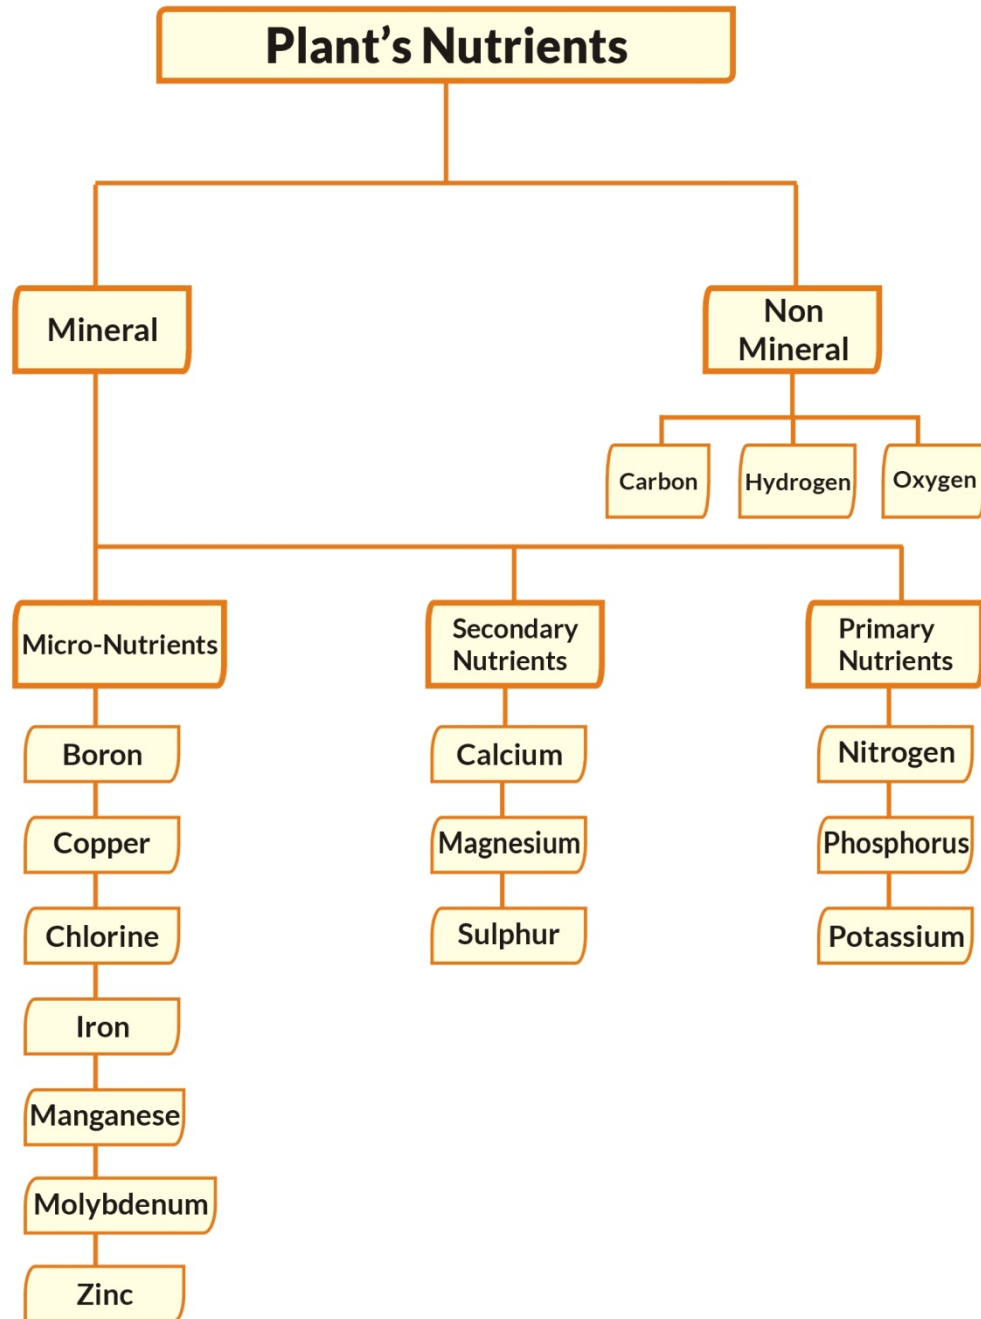 Plant’s Nutrients
Mineral
Non
Mineral
Carbon
Hydrogen
Oxygen
Micro-Nutrients
Secondary
Nutrients
Primary
Nutrients
Boron
Calcium
Nitrogen
Copper
Magnesium
Phosphorus
Chlorine
Sulphur
Potassium
Iron
Manganese
Molybdenum
Zinc